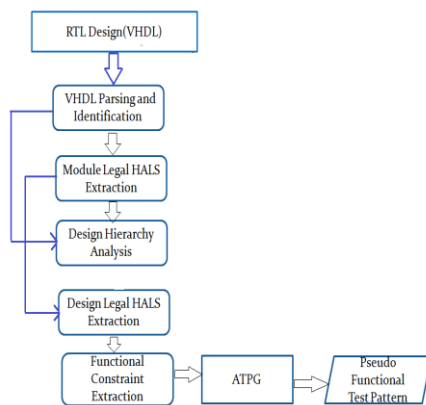 RTL Design(VHDL)
VHDL Parsing and
Identification
Module Legal HALS
Extraction
Design Hierarchy
Analysis
Design Legal HALS
Extraction
Functional
Constraint
Extraction
ATPG
Pseudo
Functional
Test Pattern